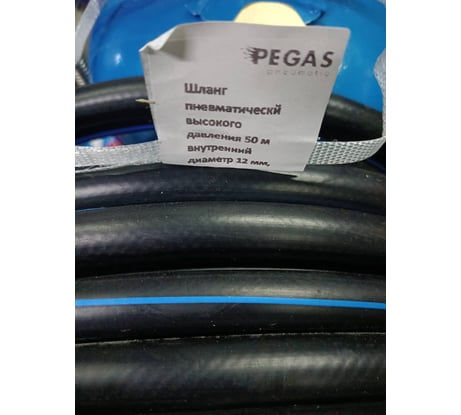 PEGAS
pneumatic
Шланг
пневматическй
высокого
давления 50 м
внутренний
диаметр 12 мм,